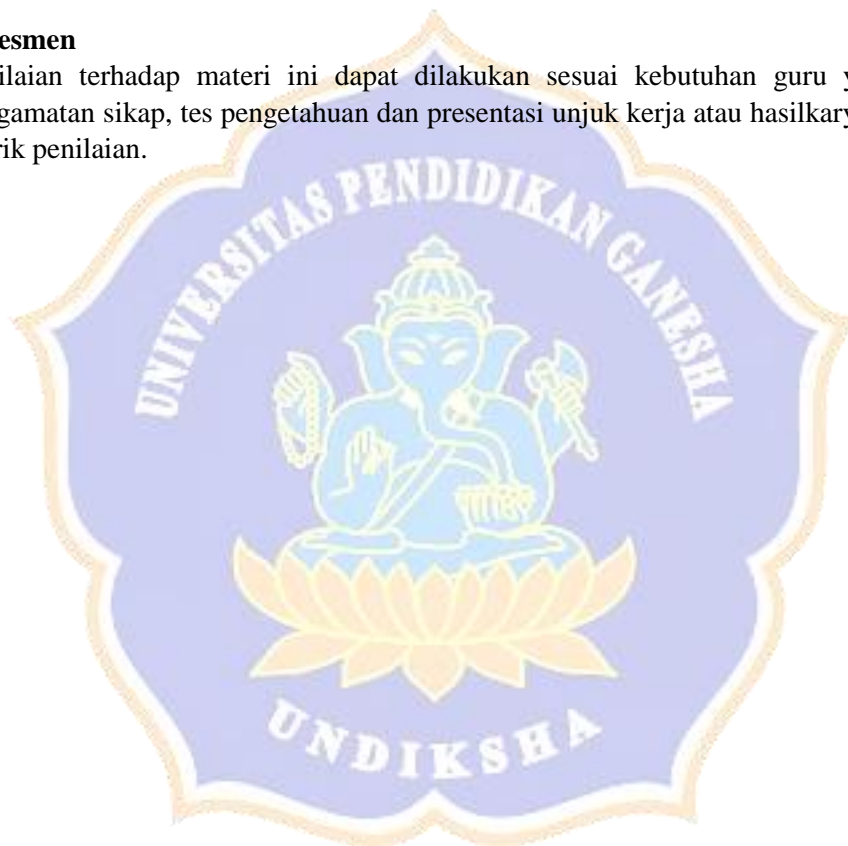 esmen
ilaian terhadap materi ini dapat dilakukan sesuai kebutuhan guru y
gamatan sikap, tes pengetahuan dan presentasi unjuk kerja atau hasilkary
rik penilaian.
UNIVERSITAS PENDIDIKAN GANESHA
UNDIKSHA